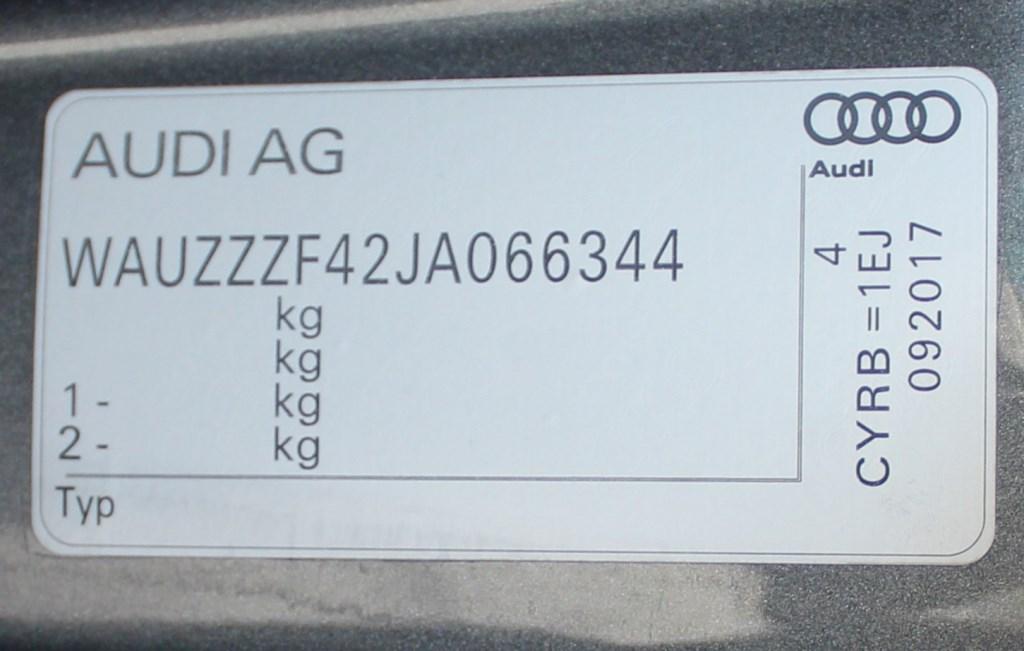 AUDI AG
Audi
WAUZZZF42JA066344
kg
kg
1 - kg
2 - kg
Typ
4
CYRB =1EJ
092017